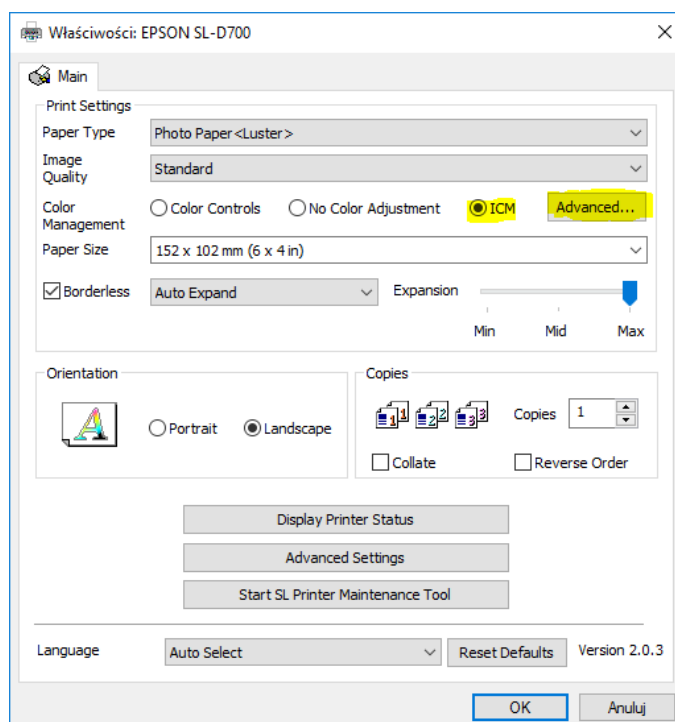 Właściwości: EPSON SL-D700
Main
Print Settings
Paper Type Photo Paper<Luster>
Image Quality Standard
Color Management Color Controls No Color Adjustment ICM Advanced...
Paper Size 152 x 102 mm (6 x 4 in)
Borderless Auto Expand Expansion
Min Mid Max
Orientation
A Portrait Landscape
Copies
11 22 33 Copies 1
Collate Reverse Order
Display Printer Status
Advanced Settings
Start SL Printer Maintenance Tool
Language Auto Select Reset Defaults Version 2.0.3
OK Anuluj